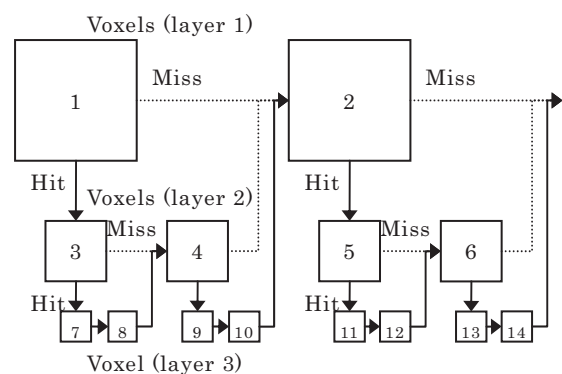 Voxels (layer 1)
Miss
Miss
1
2
Hit
Hit
Voxels (layer 2)
Miss
Miss
3
4
5
6
Hit
Hit
7
8
9
10
11
12
13
14
Voxel (layer 3)